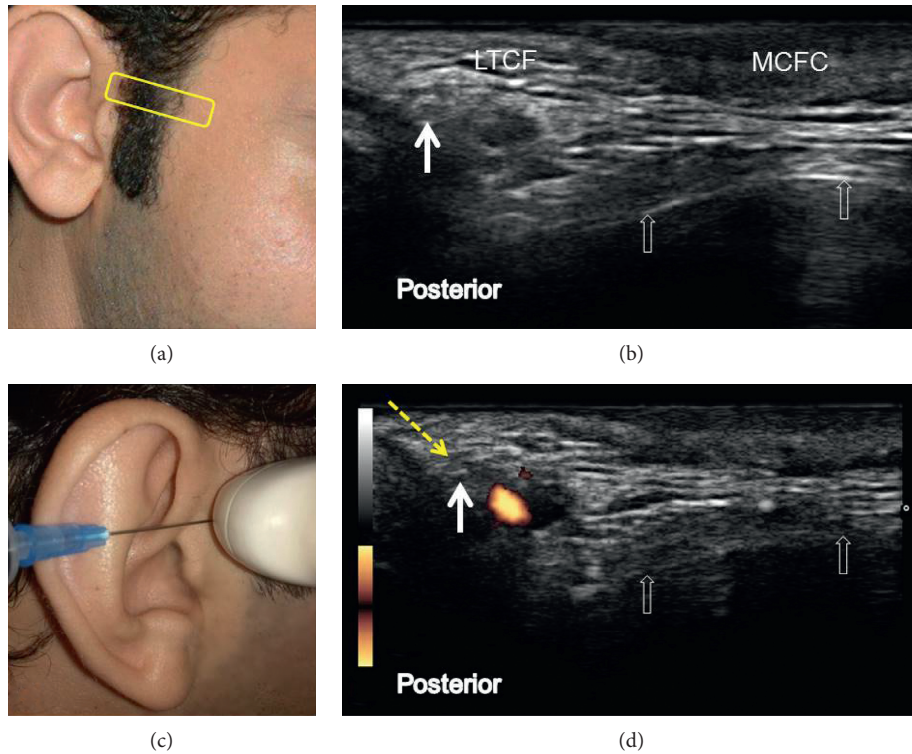 LTCF
MCFC
Posterior
(a)
(b)
Posterior
(c)
(d)